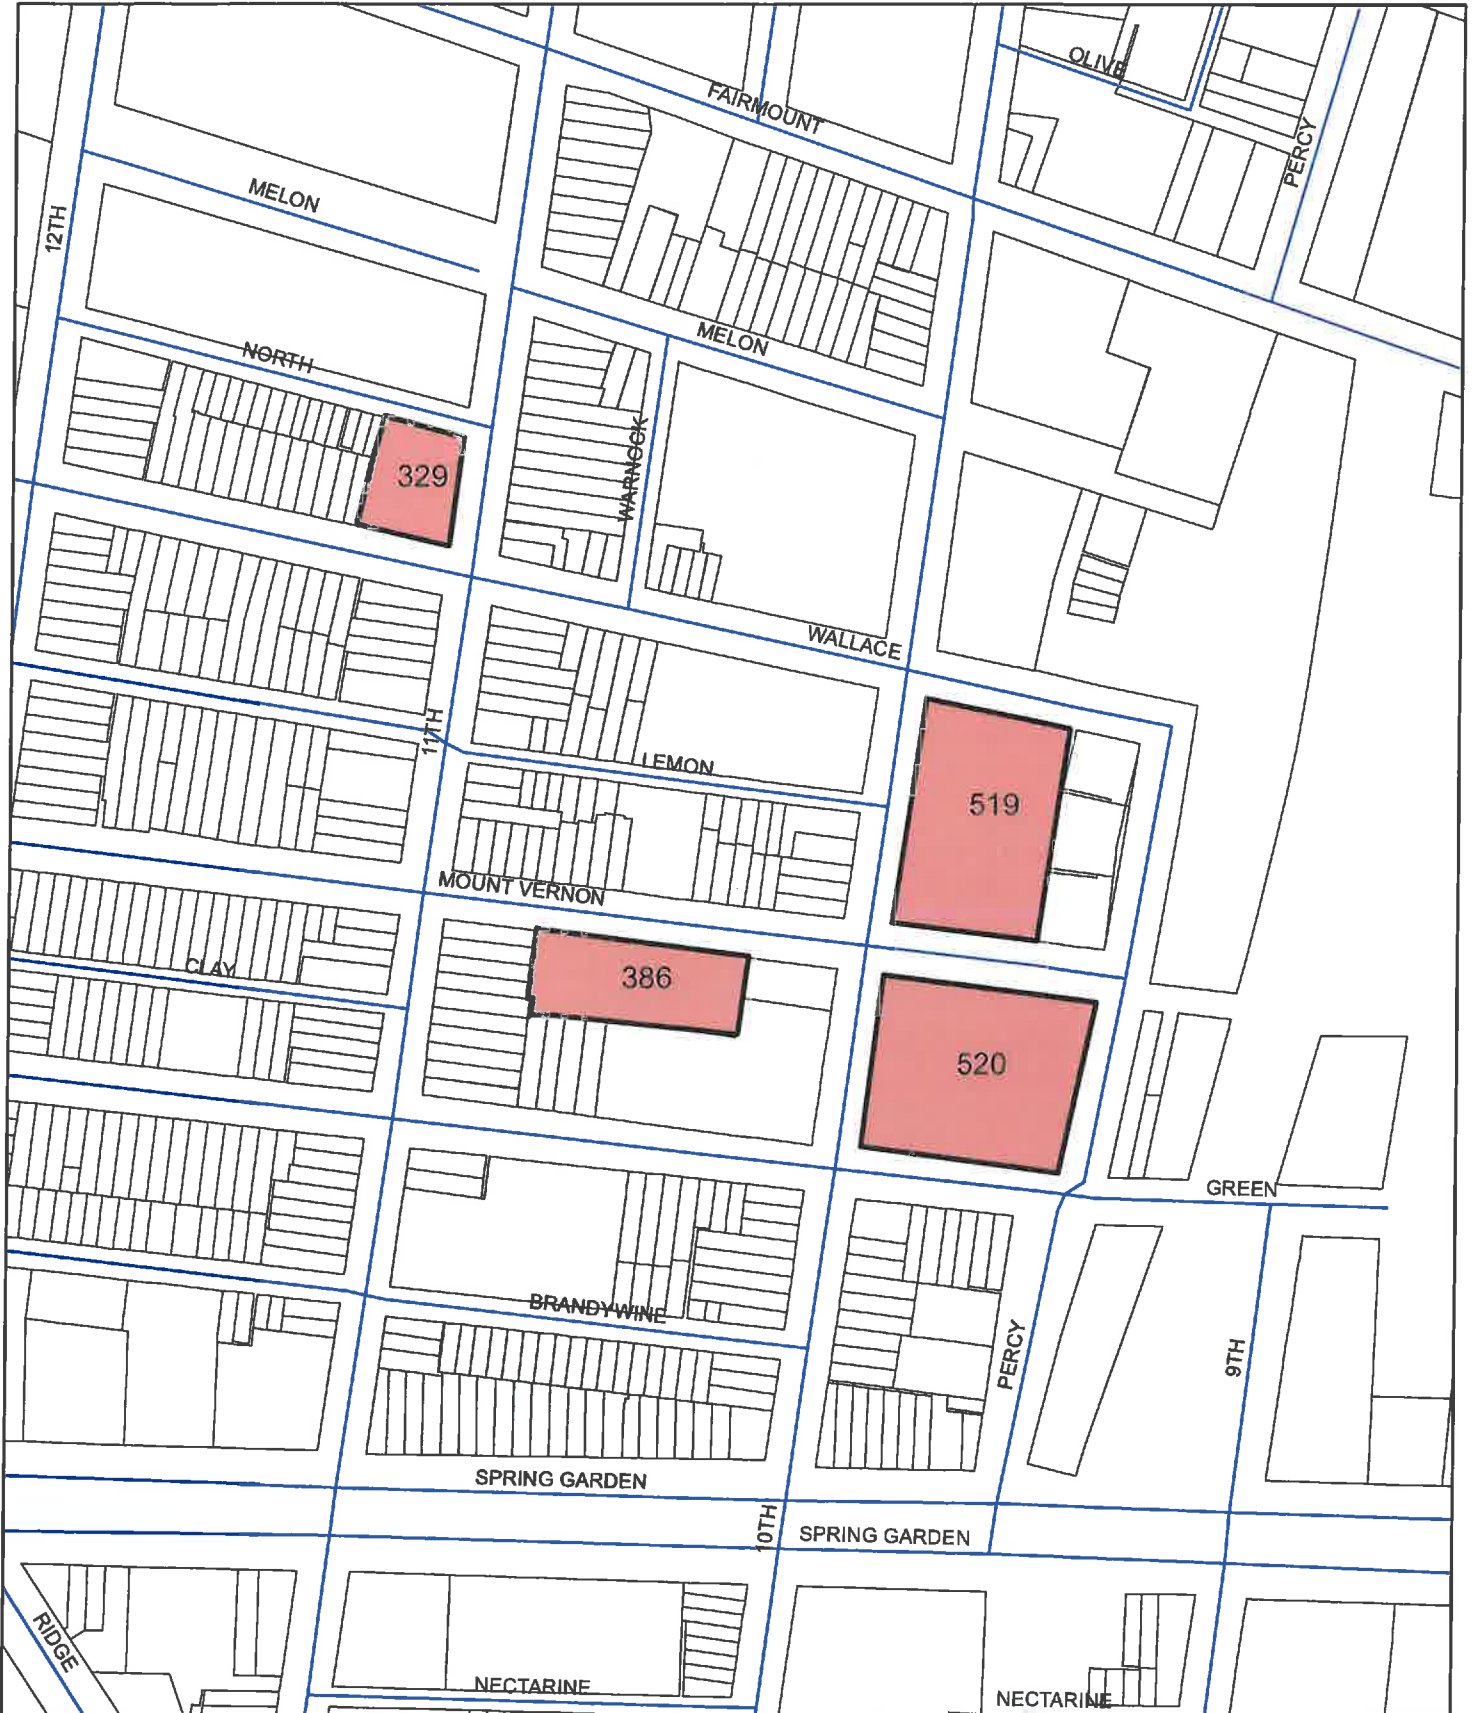 OLIVE
FAIRMOUNT
PERCY
MELON
12TH
MELON
NORTH
WARNOCK
329
WALLACE
11TH
LEMON
519
MOUNT VERNON
CLAY
386
520
GREEN
BRANDYWINE
PERCY
9TH
SPRING GARDEN
10TH
SPRING GARDEN
RIDGE
NECTARINE
NECTARINE